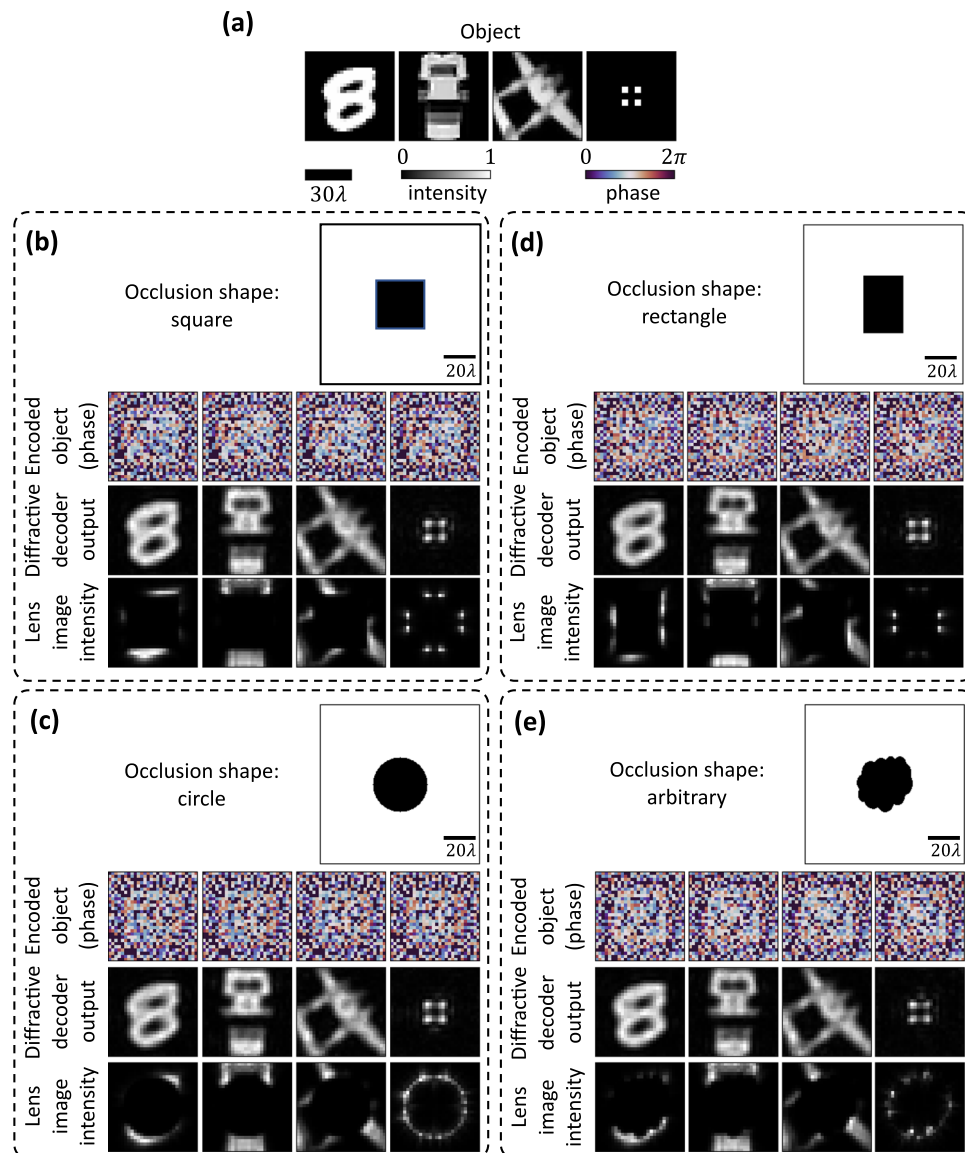 (a)
Object
0 1
0 2π
30λ
intensity
phase
(b)
Occlusion shape:
square
20λ
Encoded
object
(phase)
Diffractive
decoder
output
Lens
image
intensity
(d)
Occlusion shape:
rectangle
20λ
Encoded
object
(phase)
Diffractive
decoder
output
Lens
image
intensity
(c)
Occlusion shape:
circle
20λ
Encoded
object
(phase)
Diffractive
decoder
output
Lens
image
intensity
(e)
Occlusion shape:
arbitrary
20λ
Encoded
object
(phase)
Diffractive
decoder
output
Lens
image
intensity